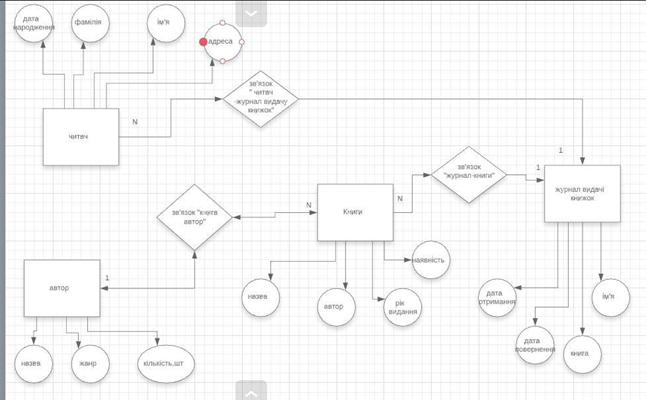 дата
народження
фамілія
ім'я
адреса
зв'язок
" читач
-журнал видачу
книжок"
N
читач
1
зв'язок
"журнал-книги"
1
журнал видачі
книжок
зв'язок "книга
автор"
N
Книги
N
наявність
автор
1
назва
автор
рік
видання
дата
отримання
ім'я
дата
повернення
книга
назва
жанр
кількість,шт